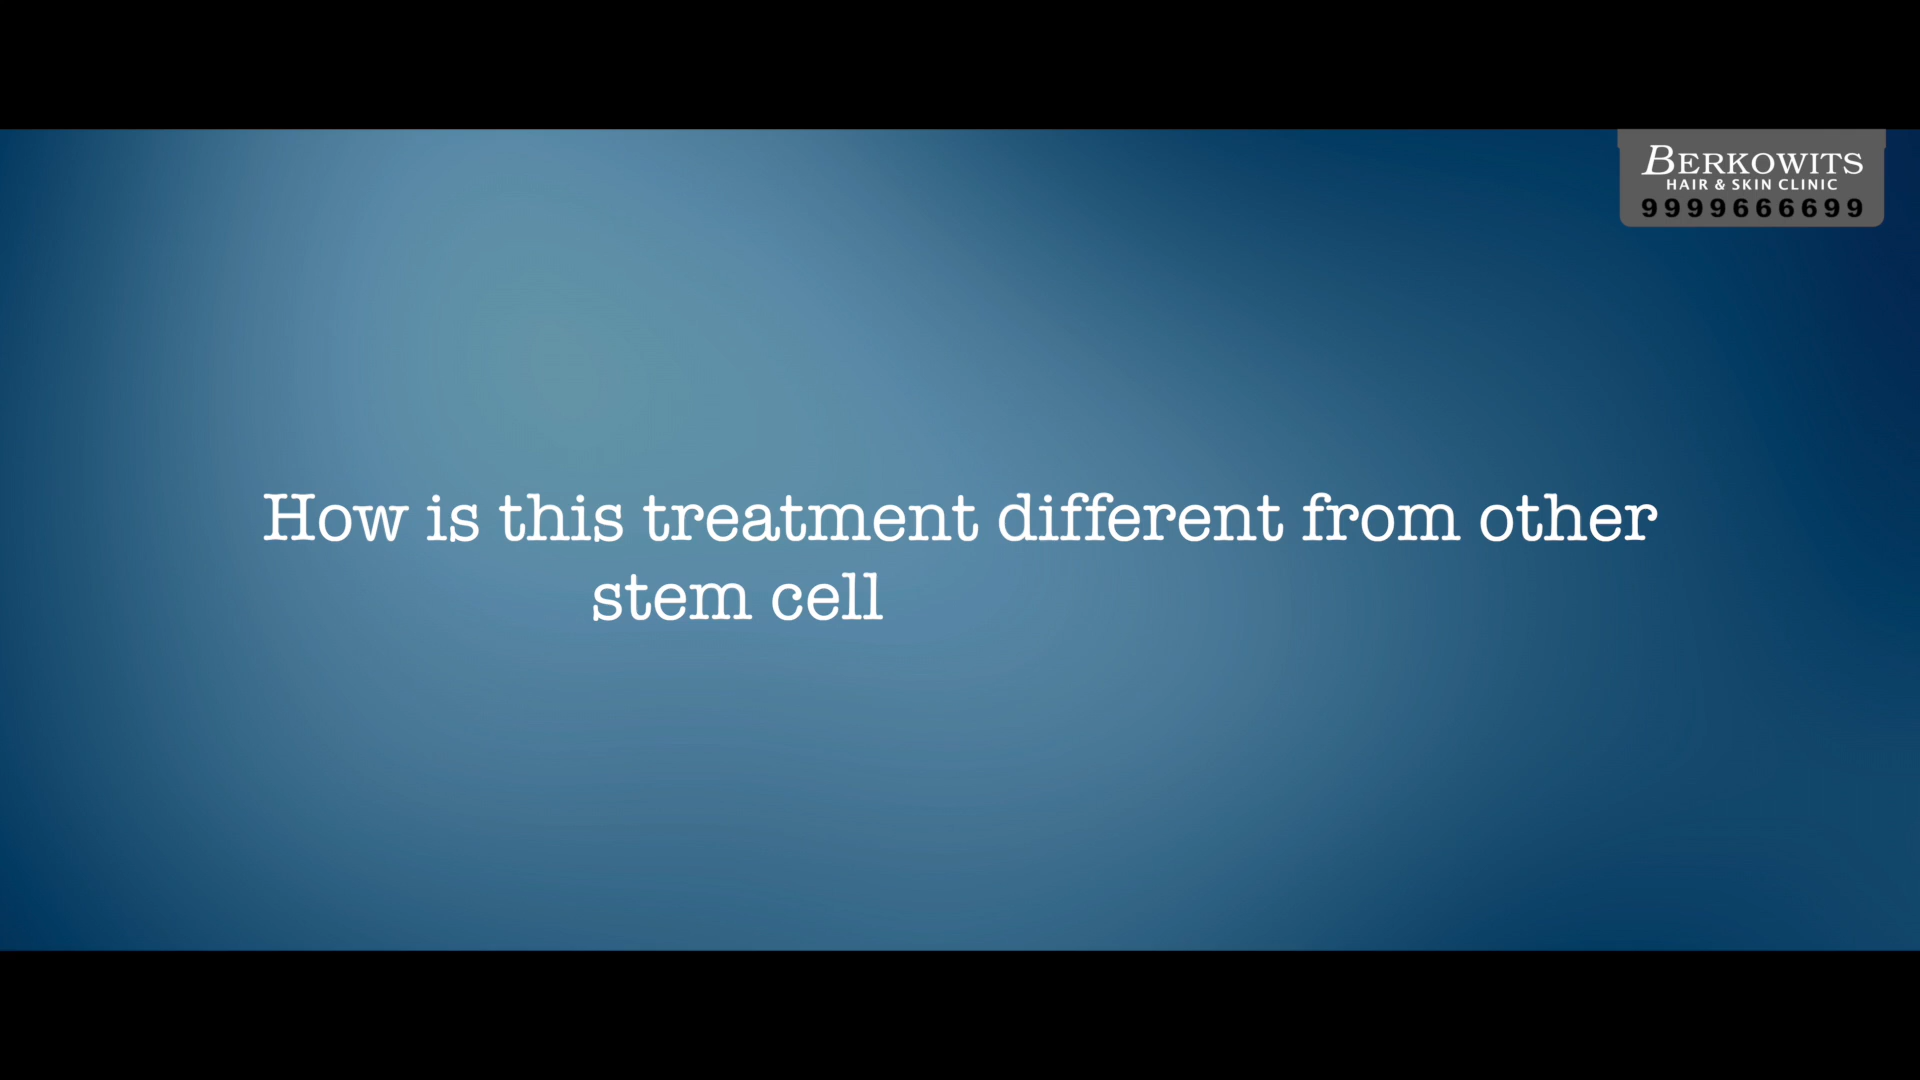 BERKOWITS
HAIR & SKIN CLINIC
9999666699
How is this treatment different from other
stem cell